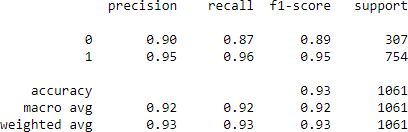 precision recall f1-score support
0 0.90 0.87 0.89 307
1 0.95 0.96 0.95 754
accuracy 0.93 1061
macro avg 0.92 0.92 0.92 1061
weighted avg 0.93 0.93 0.93 1061